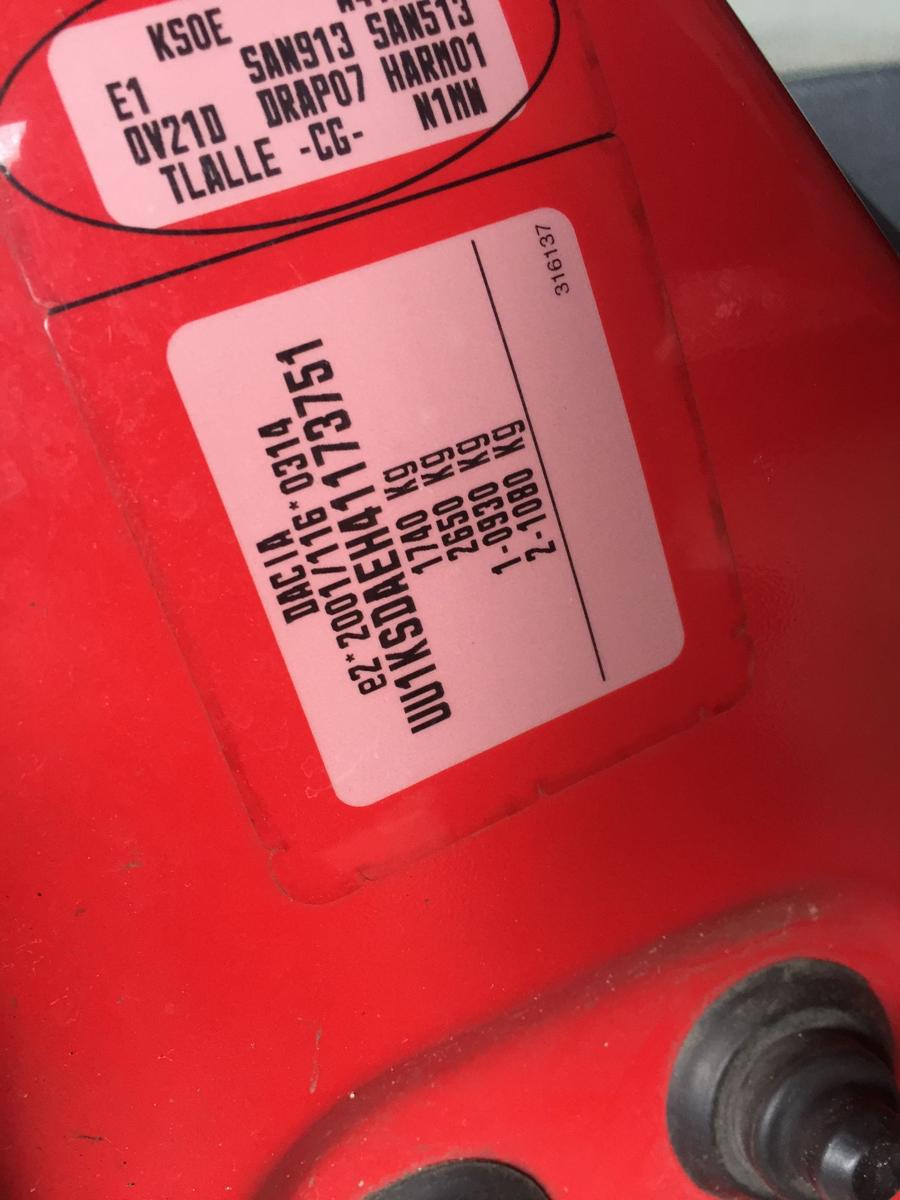 KSOE
E1 SAN913 SAN513
OV21D DRAP07 HARM01
TLALLE -CG- N1MW
DACIA
e2*2001/116*0314
UU1KSDAEH41173751
1740 Kg
2650 Kg
1-0930 Kg
2-1080 Kg
316137